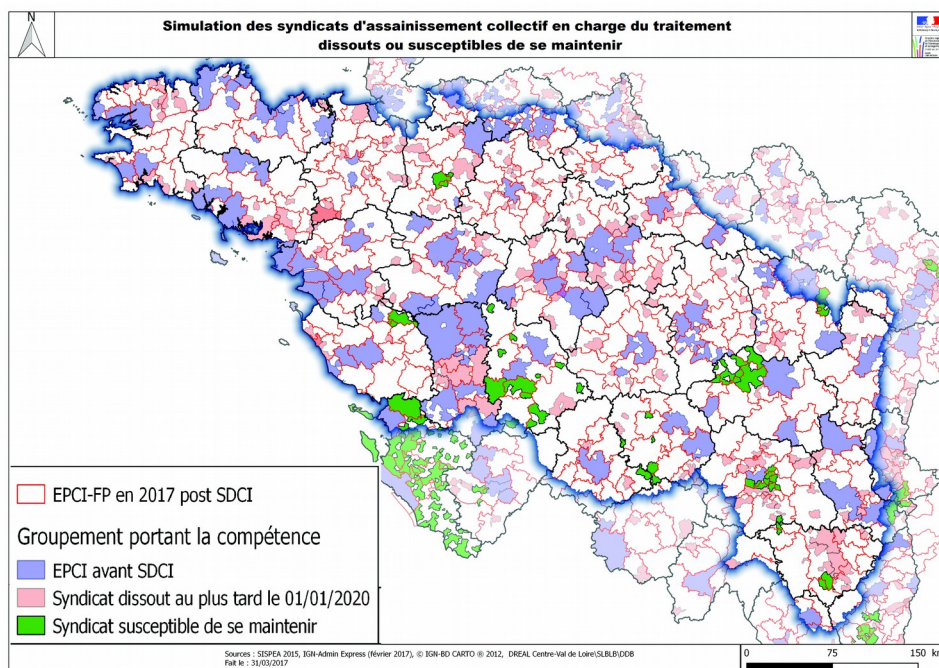 N
Simulation des syndicats d'assainissement collectif en charge du traitement
dissouts ou susceptibles de se maintenir
EPCI-FP en 2017 post SDCI
Groupement portant la compétence
EPCI avant SDCI
Syndicat dissout au plus tard le 01/01/2020
Syndicat susceptible de se maintenir
Sources : SISPEA 2015, IGN-Admin Express (février 2017), © IGN-BD CARTO ® 2012, DREAL Centre-Val de Loire\SLBLB\DDB
Fait le : 31/03/2017
0 75 150 km